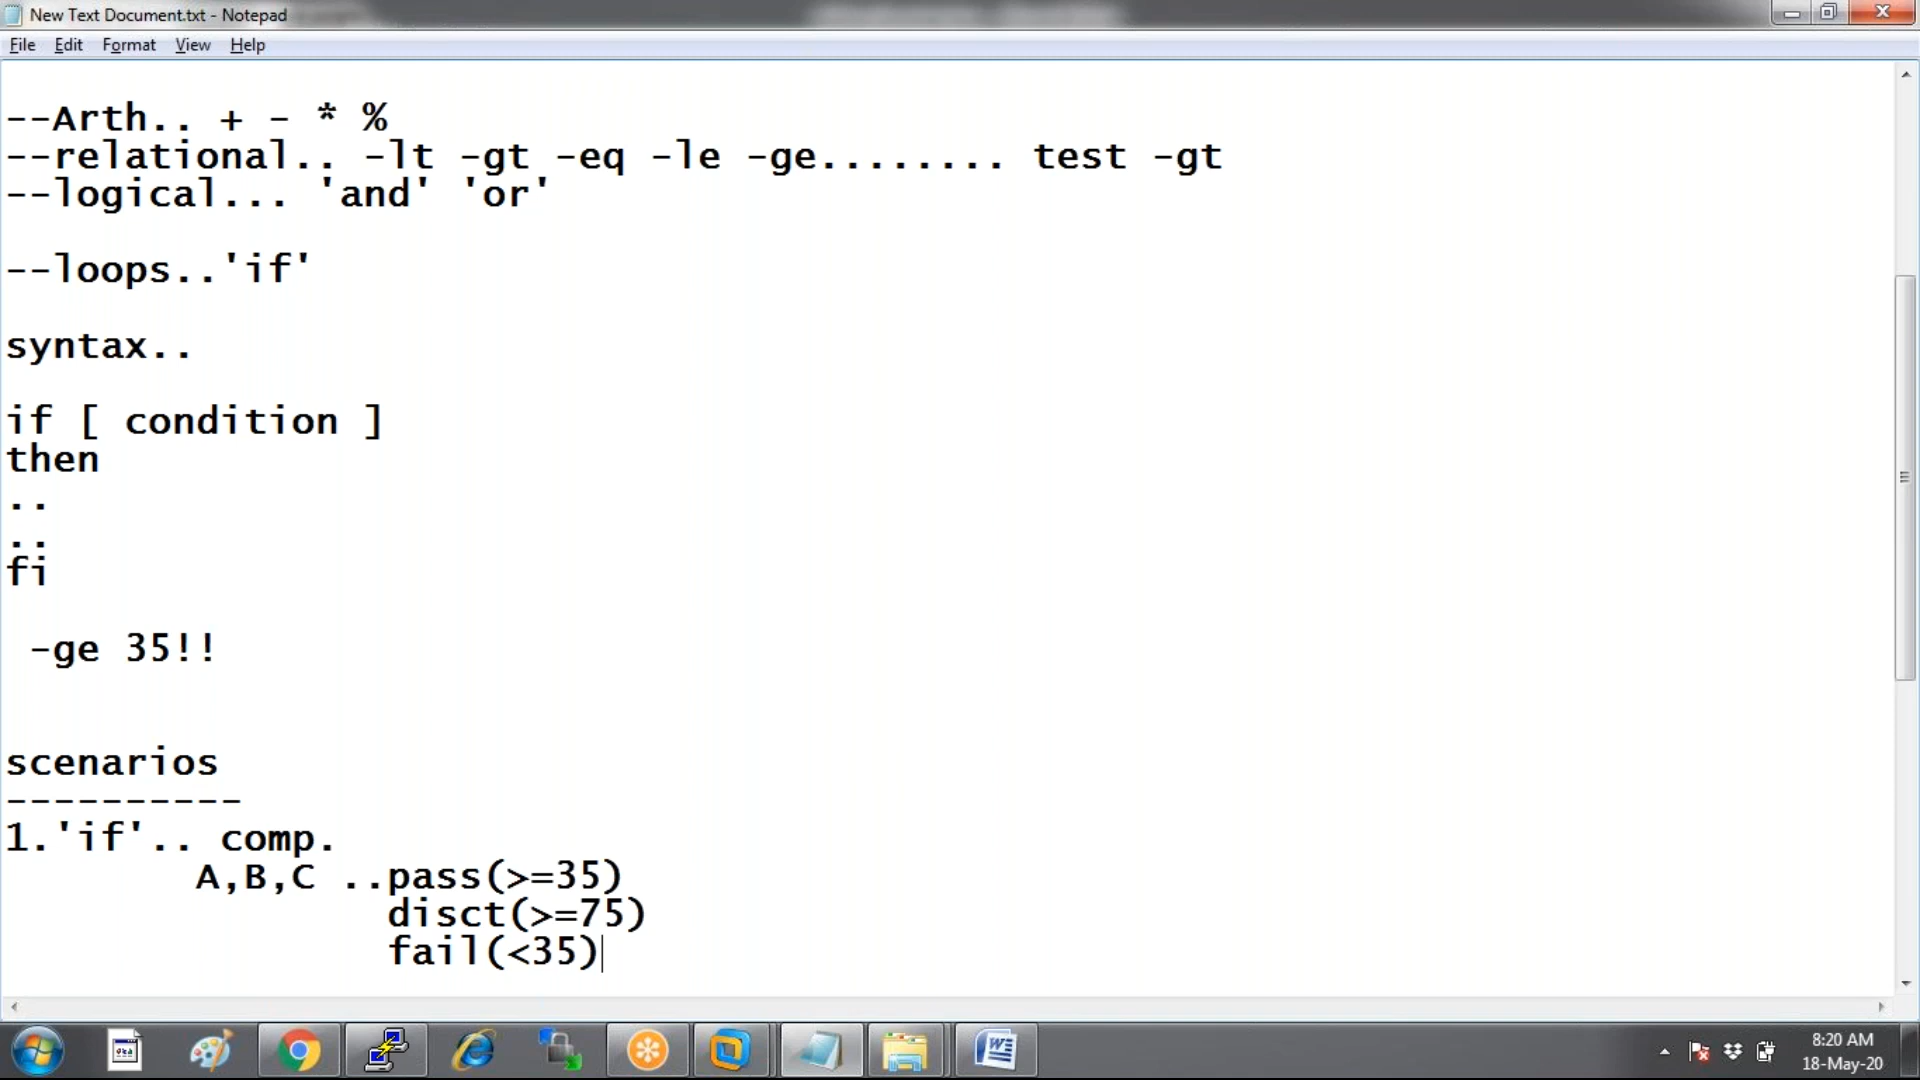 New Text Document.txt - Notepad
File Edit Format View Help
--Arth.. + - * %
--relational.. -lt -gt -eq -le -ge........ test -gt
--logical... 'and' 'or'
--loops..'if'
syntax..
if [ condition ]
then
..
..
fi
-ge 35!!
scenarios
----------
1.'if'.. comp.
A,B,C ..pass(>=35)
disct(>=75)
fail(<35)
8:20 AM
18-May-20